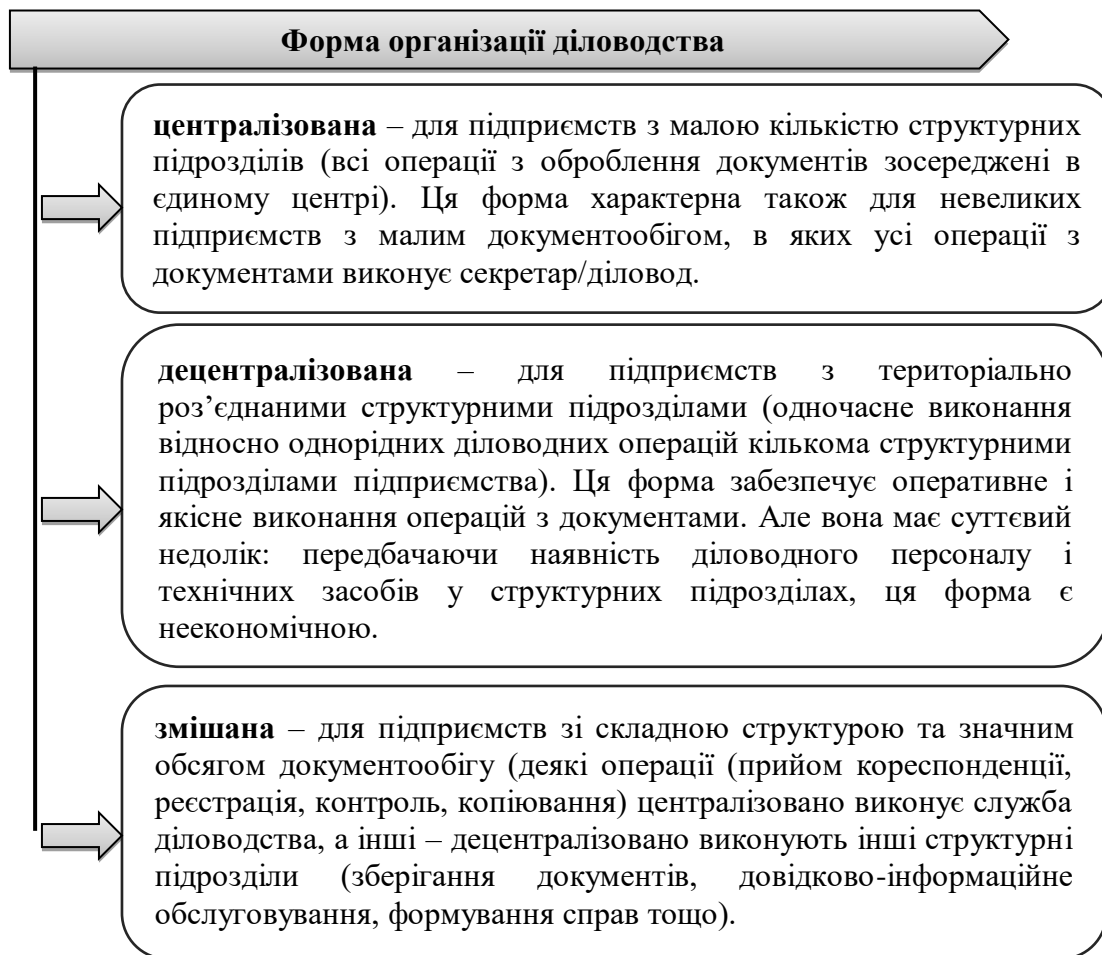 Форма організації діловодства
централізована – для підприємств з малою кількістю структурних
підрозділів (всі операції з оброблення документів зосереджені в
єдиному центрі). Ця форма характерна також для невеликих
підприємств з малим документообігом, в яких усі операції з
документами виконує секретар/діловод.
децентралізована – для підприємств з територіально
роз’єднаними структурними підрозділами (одночасне виконання
відносно однорідних діловодних операцій кількома структурними
підрозділами підприємства). Ця форма забезпечує оперативне і
якісне виконання операцій з документами. Але вона має суттєвий
недолік: передбачаючи наявність діловодного персоналу і
технічних засобів у структурних підрозділах, ця форма є
неекономічною.
змішана – для підприємств зі складною структурою та значним
обсягом документообігу (деякі операції (прийом кореспонденції,
реєстрація, контроль, копіювання) централізовано виконує служба
діловодства, а інші – децентралізовано виконують інші структурні
підрозділи (зберігання документів, довідково-інформаційне
обслуговування, формування справ тощо).